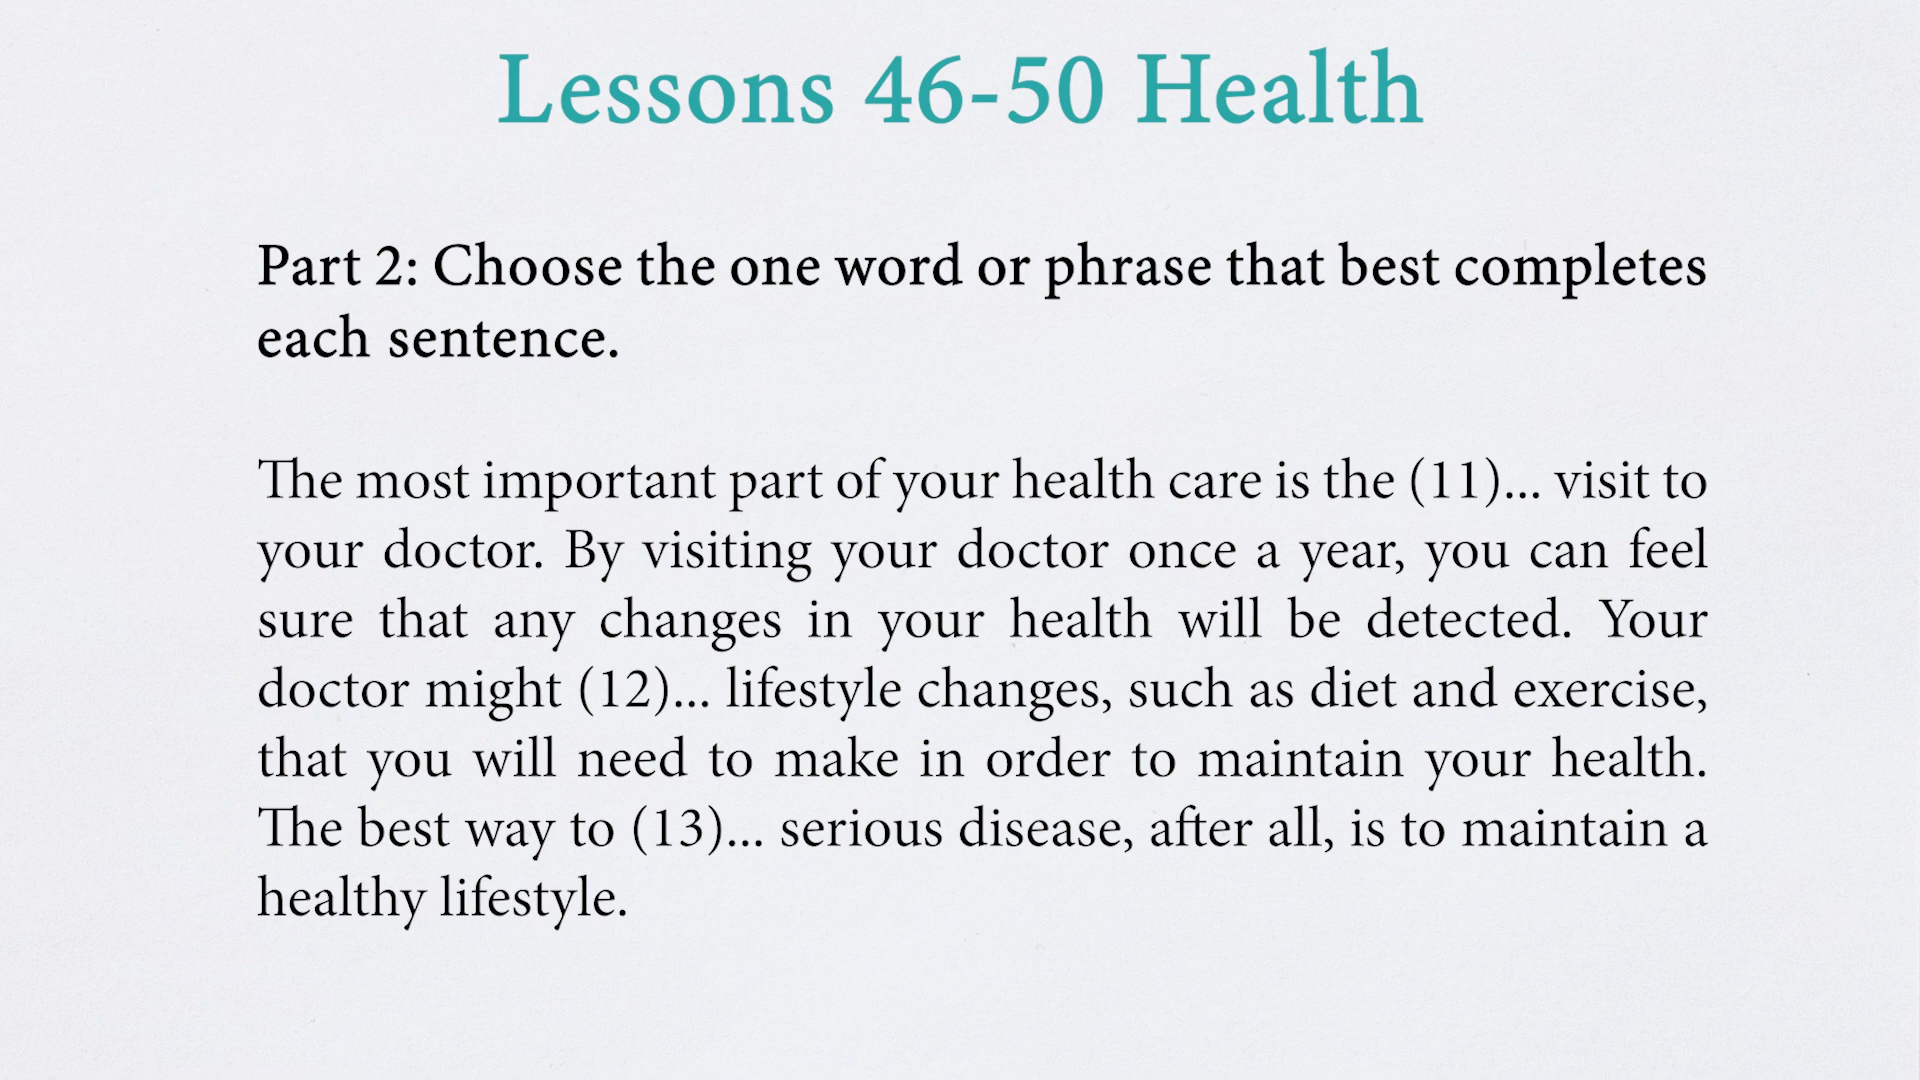 Lessons 46-50 Health
Part 2: Choose the one word or phrase that best completes
each sentence.
The most important part of your health care is the (11)... visit to
your doctor. By visiting your doctor once a year, you can feel
sure that any changes in your health will be detected. Your
doctor might (12)... lifestyle changes, such as diet and exercise,
that you will need to make in order to maintain your health.
The best way to (13)... serious disease, after all, is to maintain a
healthy lifestyle.